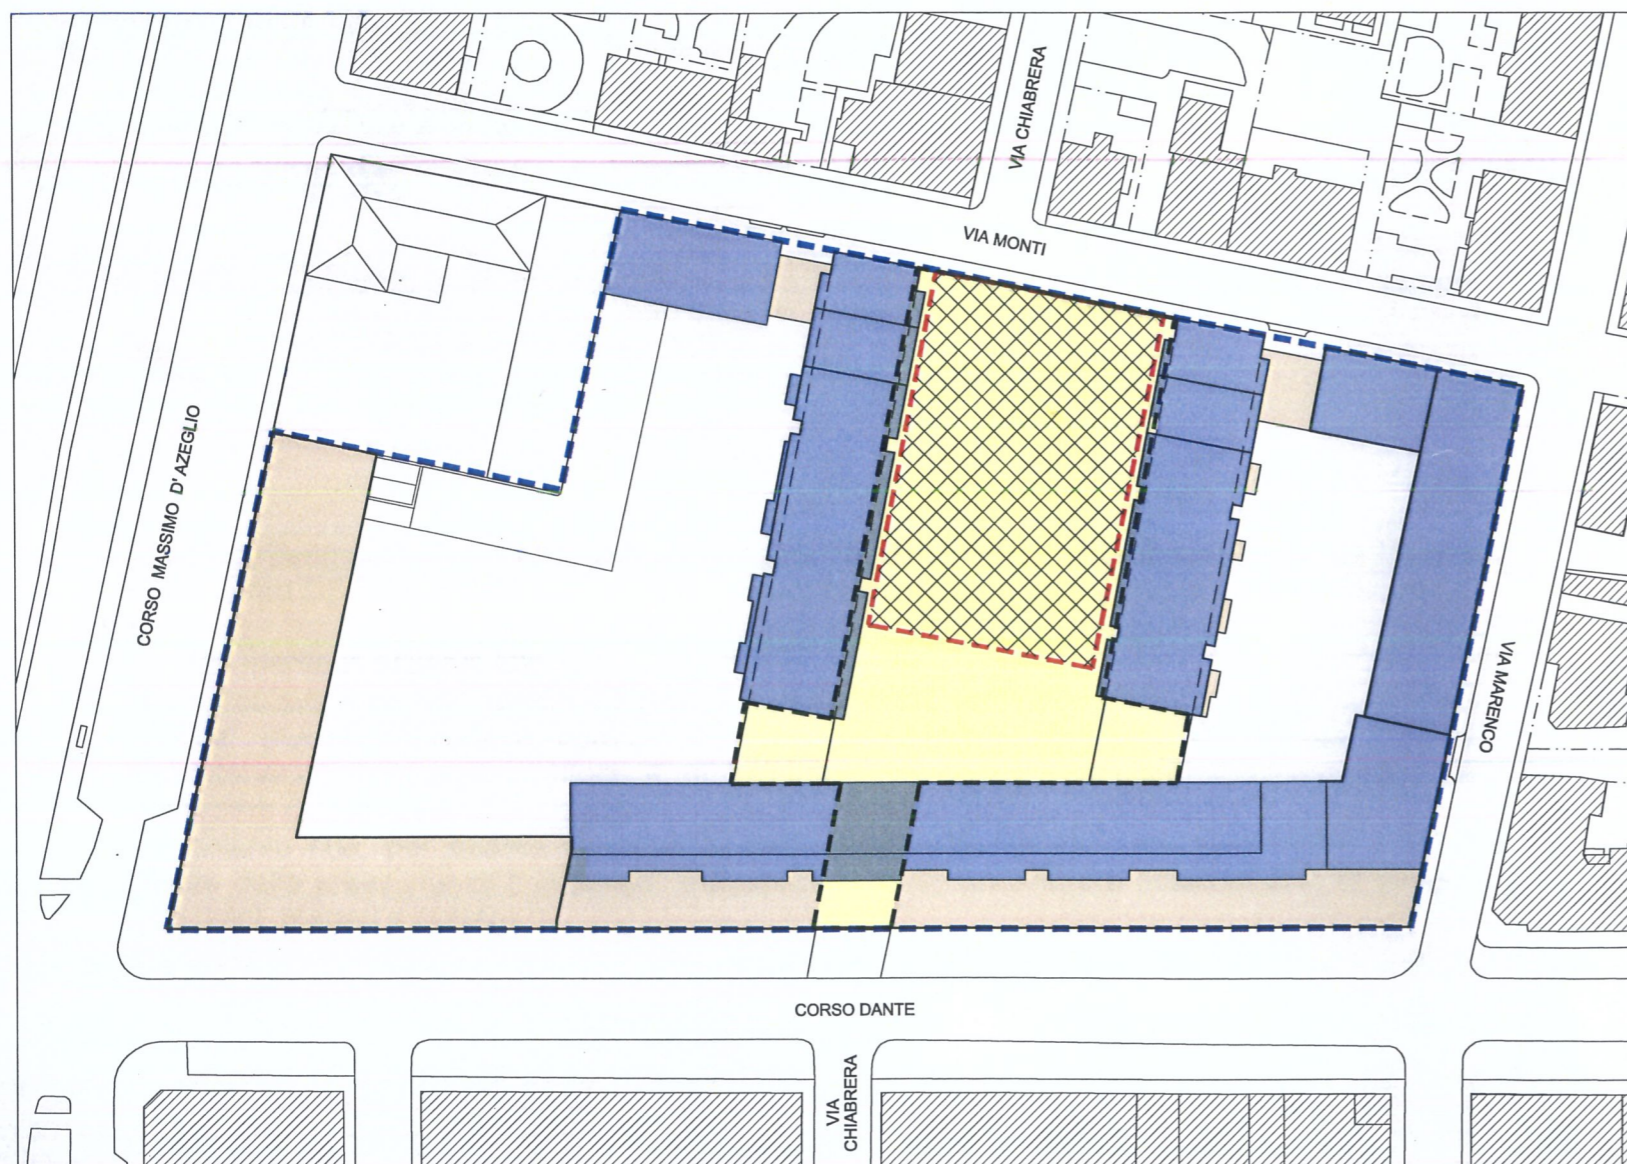 VIA CHIABRERA
VIA MONTI
CORSO MASSIMO D' AZEGLIO
VIA MARENCO
CORSO DANTE
VIA
CHIABRERA